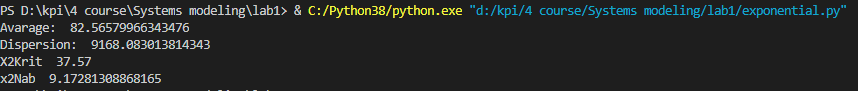 PS D:\kpi\4 course\Systems modeling\lab1> & C:/Python38/python.exe "d:/kpi/4 course/Systems modeling/lab1/exponential.py"
Avarage:  82.56579966343476
Dispersion:  9168.083013814343
X2Krit  37.57
x2Nab  9.17281308868165